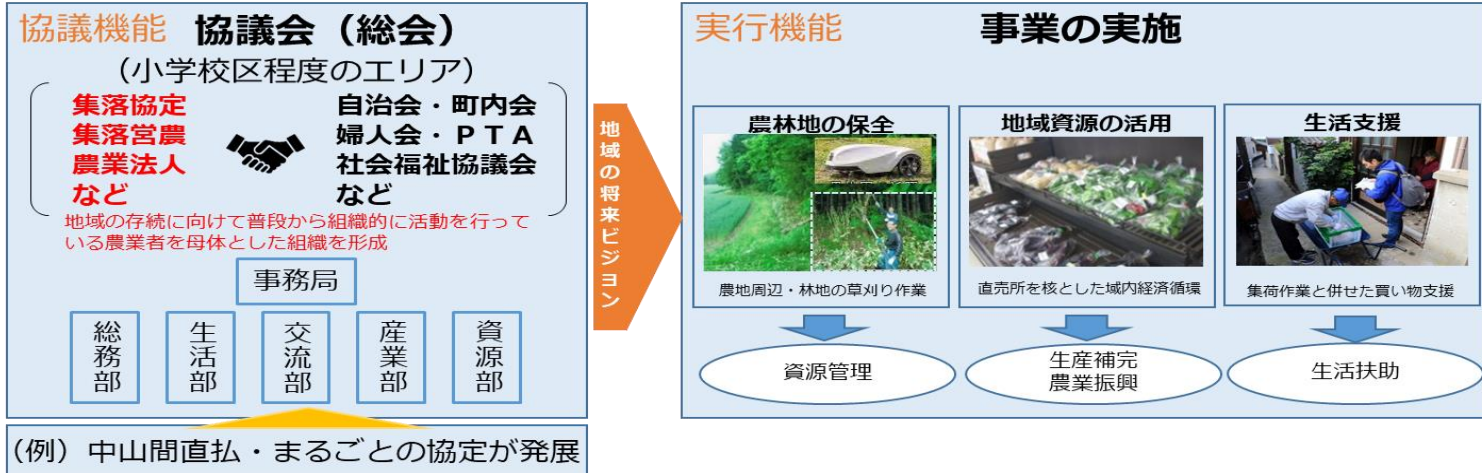 協議機能 協議会（総会）
（小学校区程度のエリア）
集落協定
集落営農
農業法人
など
自治会・町内会
婦人会・ＰＴＡ
社会福祉協議会
など
地域の存続に向けて普段から組織的に活動を行って
いる農業者を母体とした組織を形成
事務局
総務部
生活部
交流部
産業部
資源部
（例）中山間直払・まるごとの協定が発展
地域の将来ビジョン
実行機能 事業の実施
農林地の保全
農地周辺・林地の草刈り作業
資源管理
地域資源の活用
直売所を核とした域内経済循環
生産補完
農業振興
生活支援
集荷作業と併せた買い物支援
生活扶助